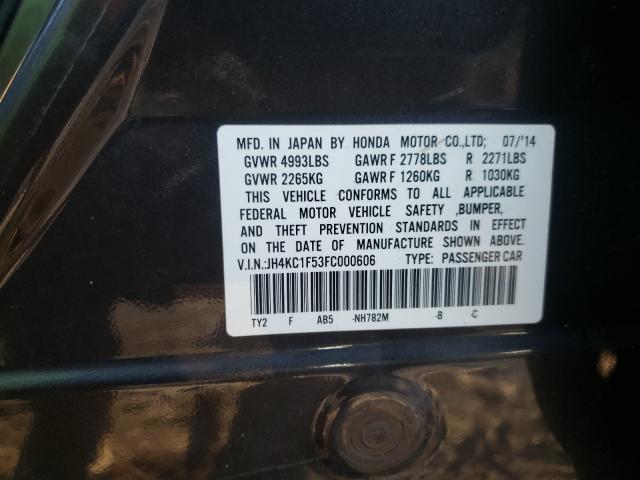 MFD. IN JAPAN BY HONDA MOTOR CO.,LTD; 07/'14
GVWR 4993LBS GAWR F 2778LBS R 2271LBS
GVWR 2265KG GAWR F 1260KG R 1030KG
THIS VEHICLE CONFORMS TO ALL APPLICABLE
FEDERAL MOTOR VEHICLE SAFETY ,BUMPER,
AND THEFT PREVENTION STANDARDS IN EFFECT
ON THE DATE OF MANUFACTURE SHOWN ABOVE.
V.I.N.:JH4KC1F53FC000606 TYPE: PASSENGER CAR
TY2 F AB5 -NH782M -B -C